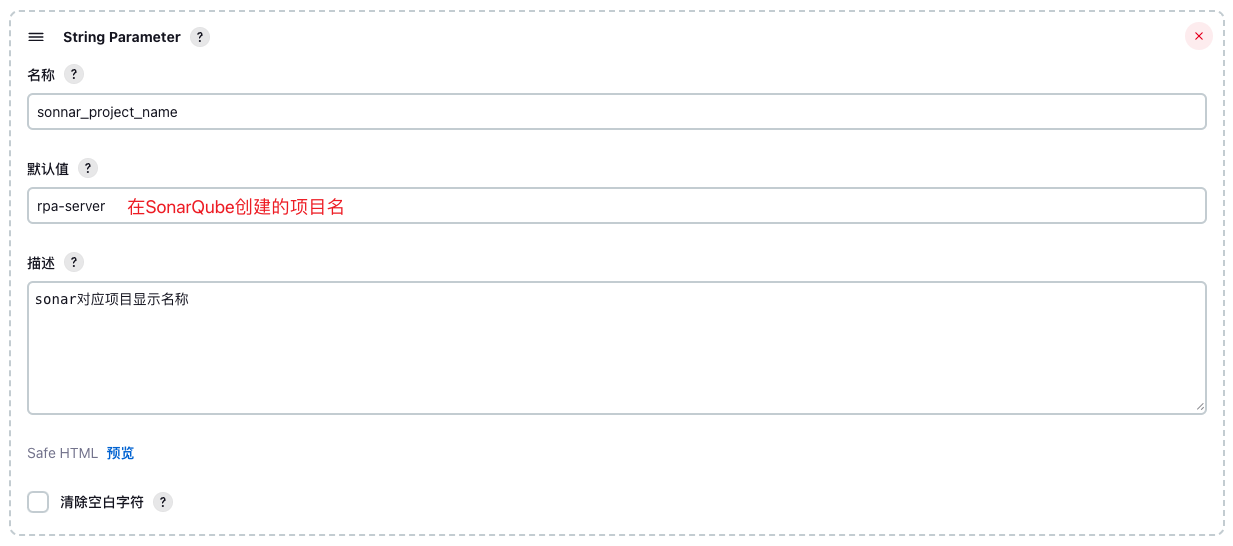 String Parameter ?
名称 ?
sonnar_project_name
默认值 ?
rpa-server 在SonarQube创建的项目名
描述 ?
sonar对应项目显示名称
Safe HTML 预览
清除空白字符 ?